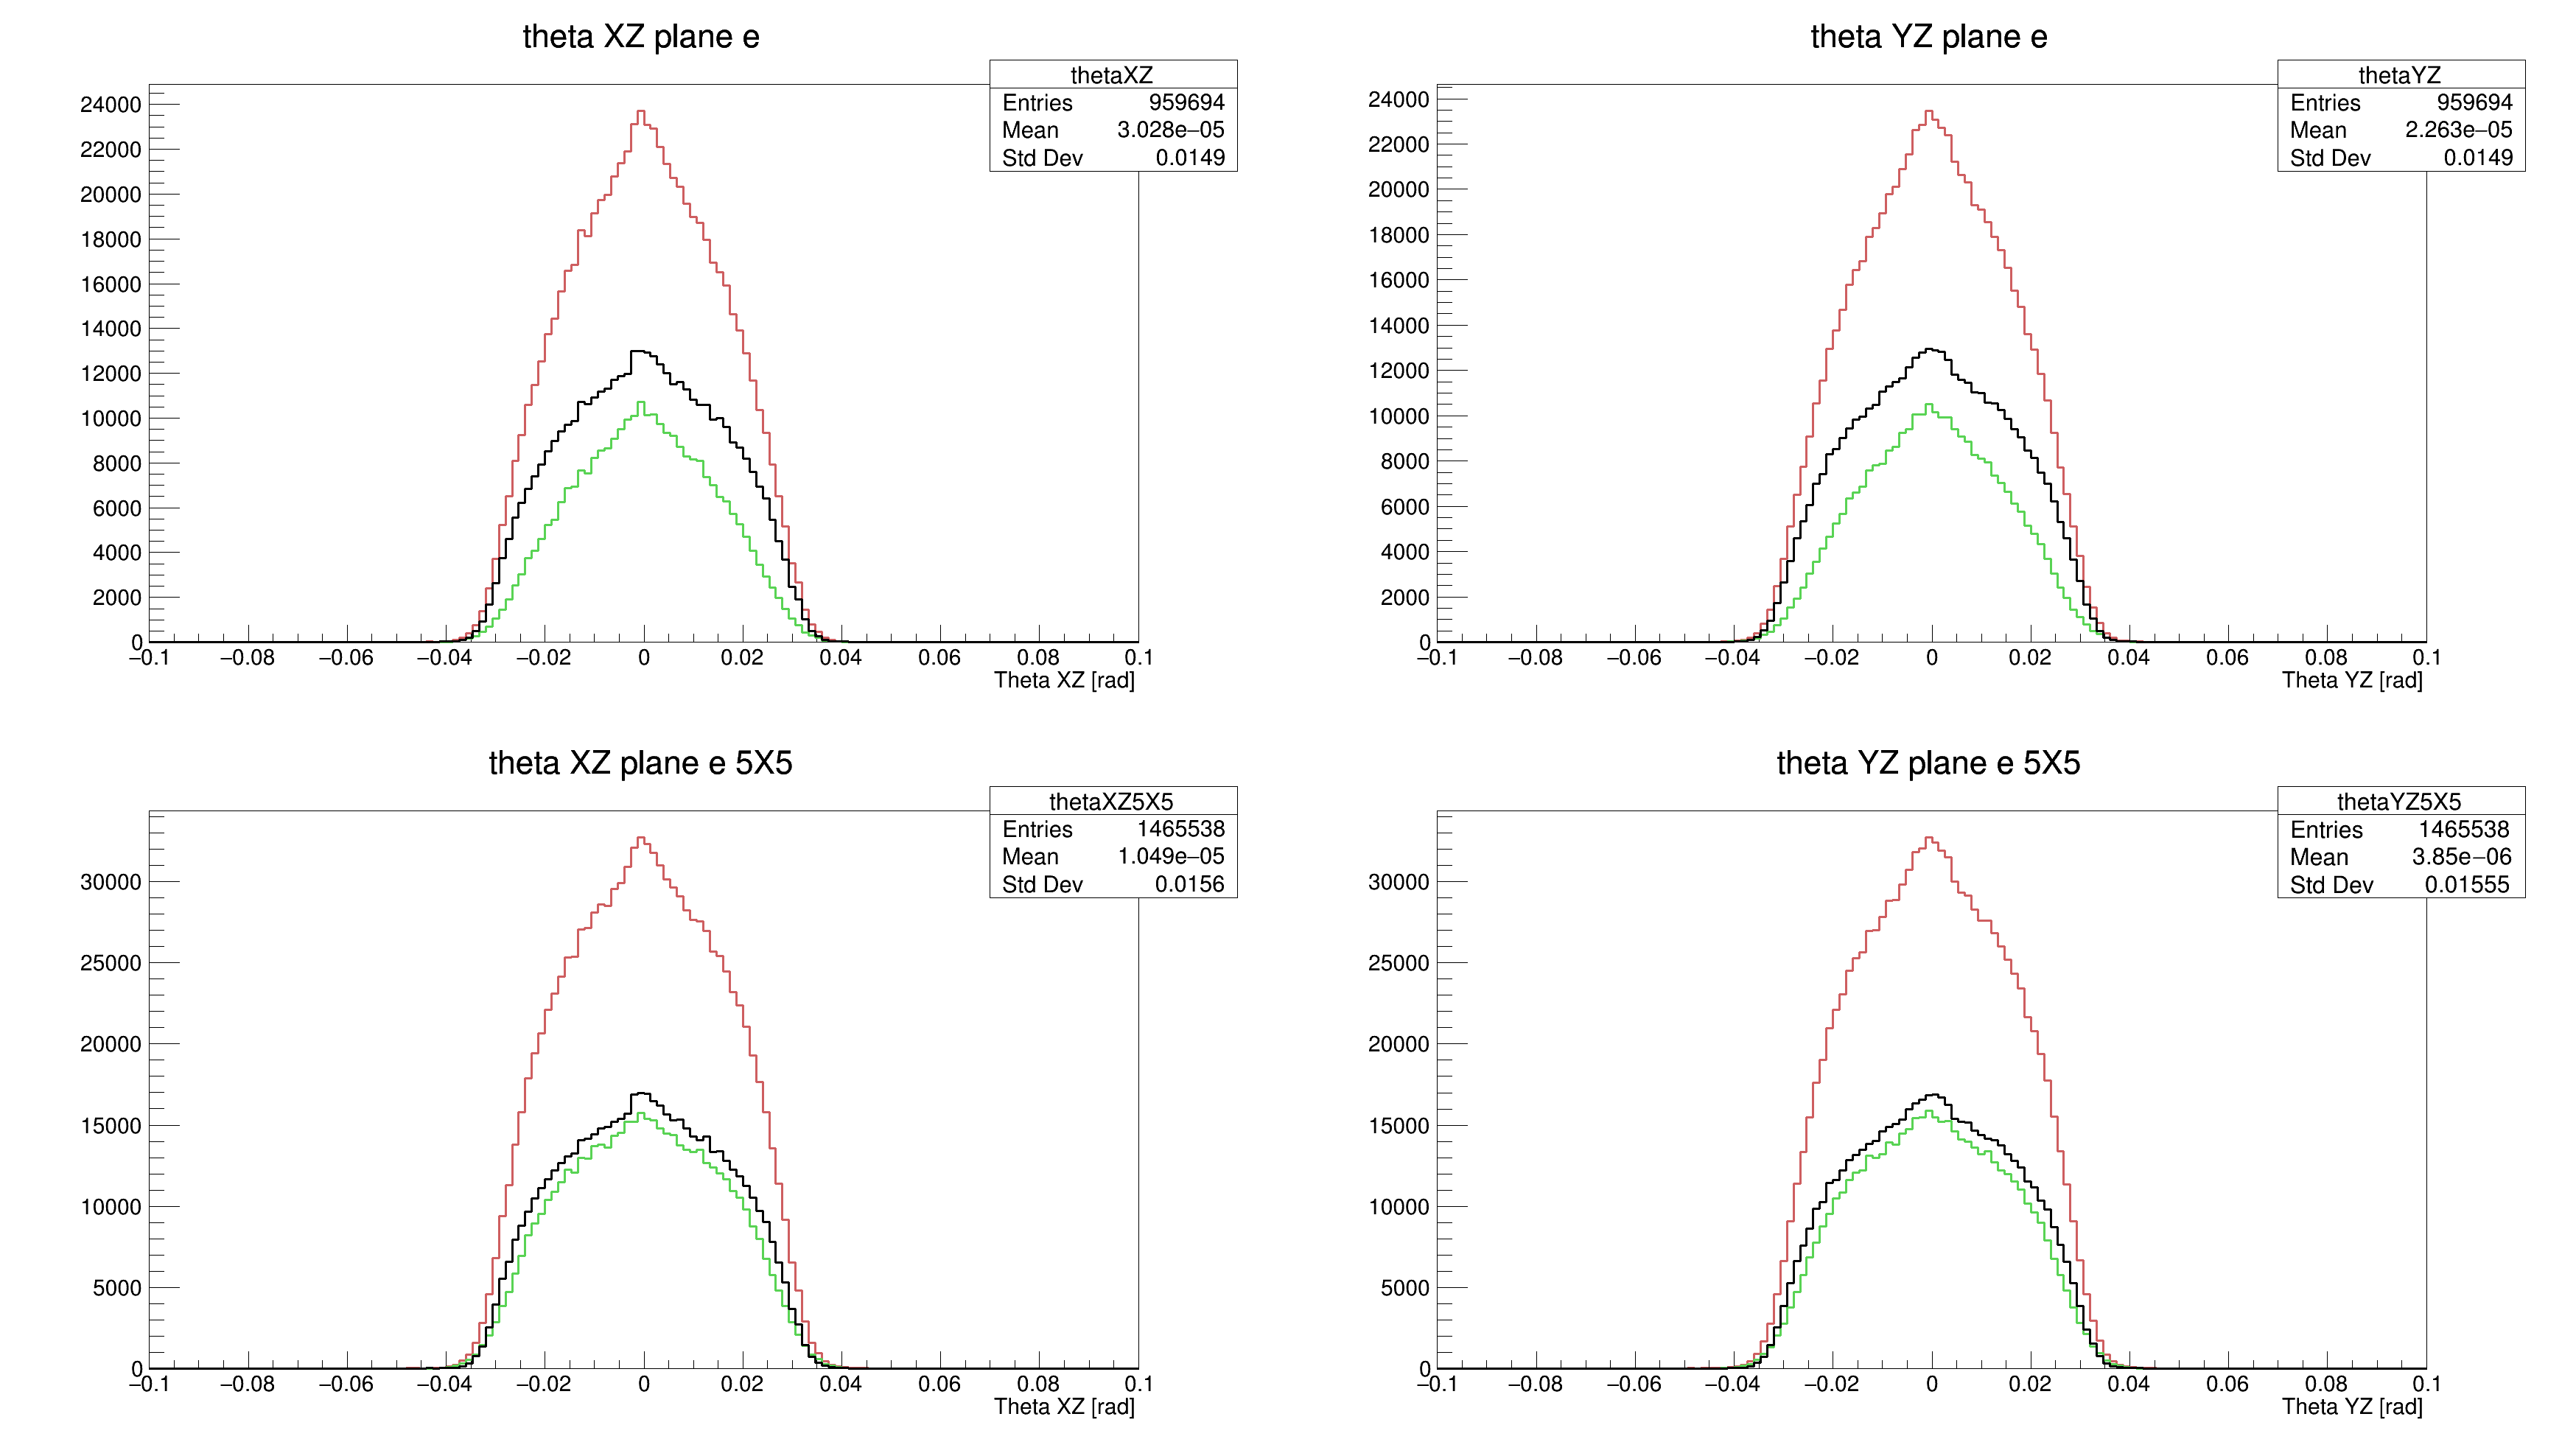 theta XZ plane e
thetaXZ
Entries 959694
Mean 3.028e−05
Std Dev 0.0149
24000
22000
20000
18000
16000
14000
12000
10000
8000
6000
4000
2000
0
−0.1 −0.08 −0.06 −0.04 −0.02 0 0.02 0.04 0.06 0.08 0.1
Theta XZ [rad]
theta YZ plane e
thetaYZ
Entries 959694
Mean 2.263e−05
Std Dev 0.0149
24000
22000
20000
18000
16000
14000
12000
10000
8000
6000
4000
2000
0
−0.1 −0.08 −0.06 −0.04 −0.02 0 0.02 0.04 0.06 0.08 0.1
Theta YZ [rad]
theta XZ plane e 5X5
thetaXZ5X5
Entries 1465538
Mean 1.049e−05
Std Dev 0.0156
30000
25000
20000
15000
10000
5000
0
−0.1 −0.08 −0.06 −0.04 −0.02 0 0.02 0.04 0.06 0.08 0.1
Theta XZ [rad]
theta YZ plane e 5X5
thetaYZ5X5
Entries 1465538
Mean 3.85e−06
Std Dev 0.01555
30000
25000
20000
15000
10000
5000
0
−0.1 −0.08 −0.06 −0.04 −0.02 0 0.02 0.04 0.06 0.08 0.1
Theta YZ [rad]